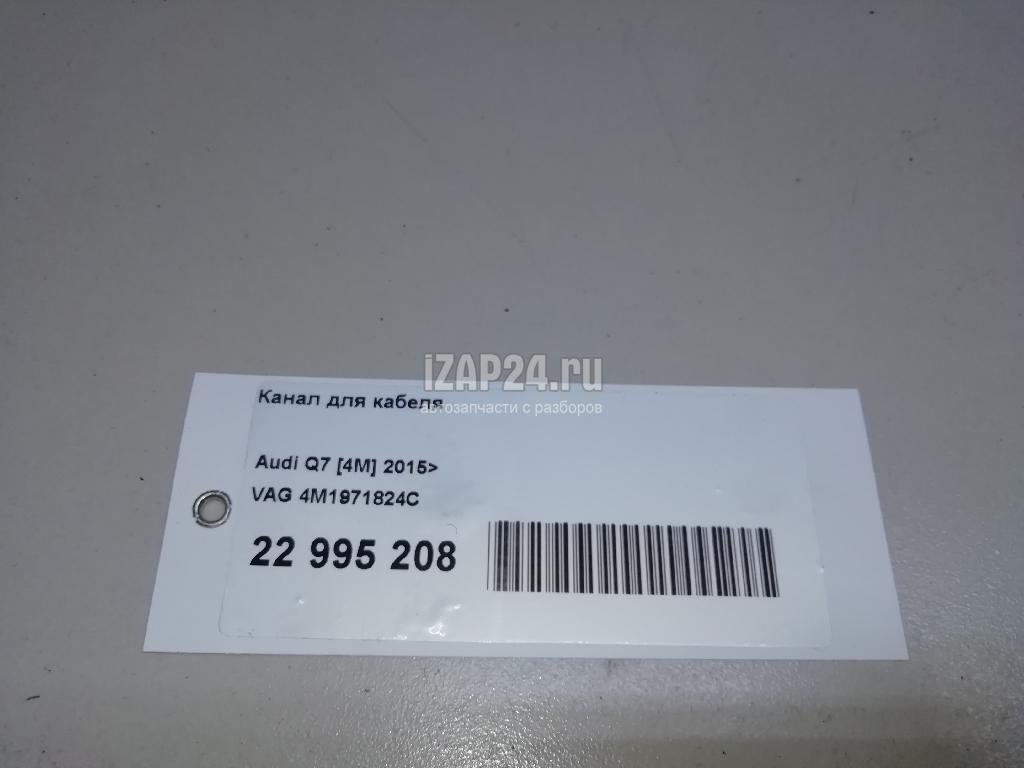 iZAP24.ru
автозапчасти с разборов
Канал для кабеля
Audi Q7 [4M] 2015>
VAG 4M1971824C
22 995 208